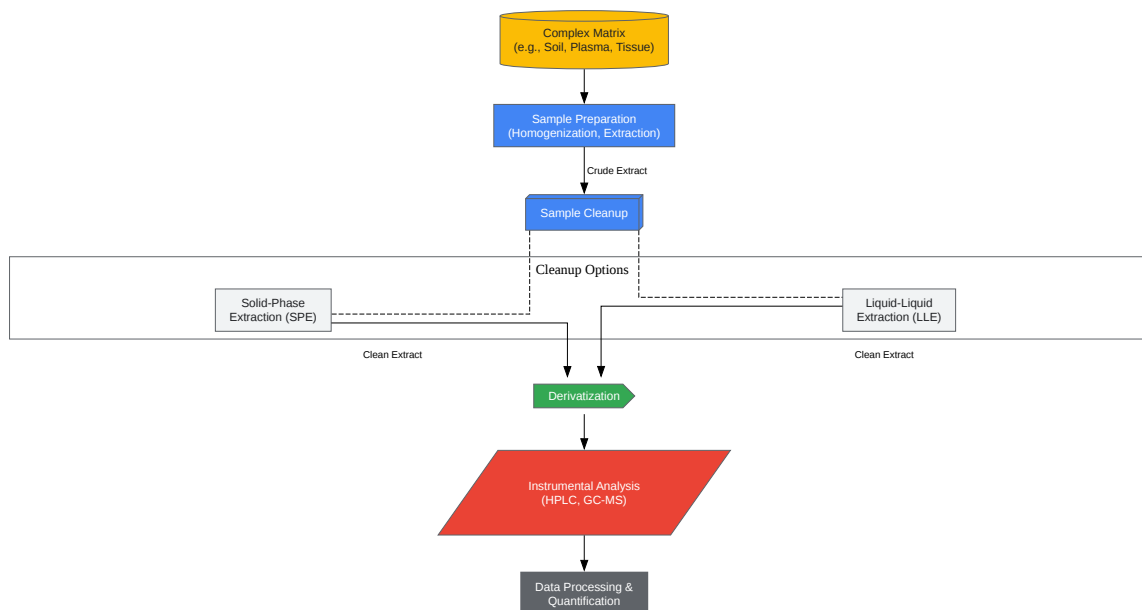 Complex Matrix
(e.g., Soil, Plasma, Tissue)
Sample Preparation
(Homogenization, Extraction)
Crude Extract
Sample Cleanup
Cleanup Options
Solid-Phase
Extraction (SPE)
Liquid-Liquid
Extraction (LLE)
Clean Extract
Clean Extract
Derivatization
Instrumental Analysis
(HPLC, GC-MS)
Data Processing &
Quantification